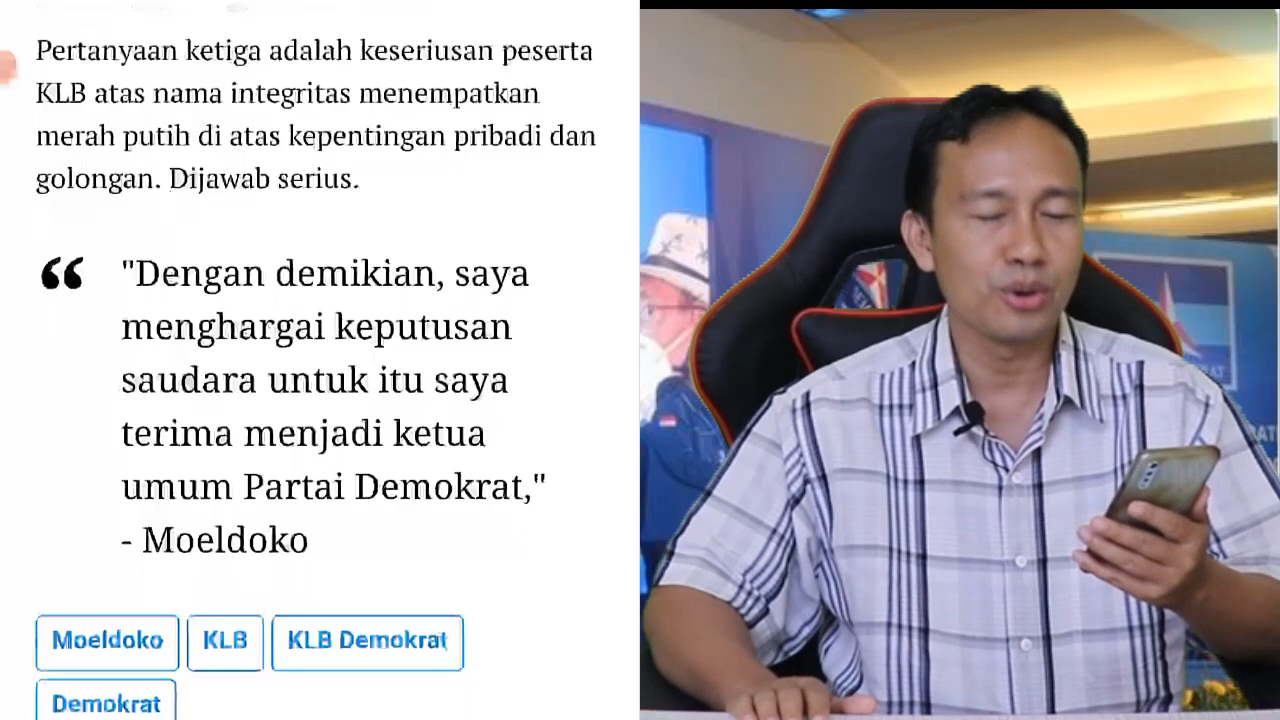 Pertanyaan ketiga adalah keseriusan peserta
KLB atas nama integritas menempatkan
merah putih di atas kepentingan pribadi dan
golongan. Dijawab serius.
“ "Dengan demikian, saya
menghargai keputusan
saudara untuk itu saya
terima menjadi ketua
umum Partai Demokrat,"
- Moeldoko
Moeldoko KLB KLB Demokrat
Demokrat